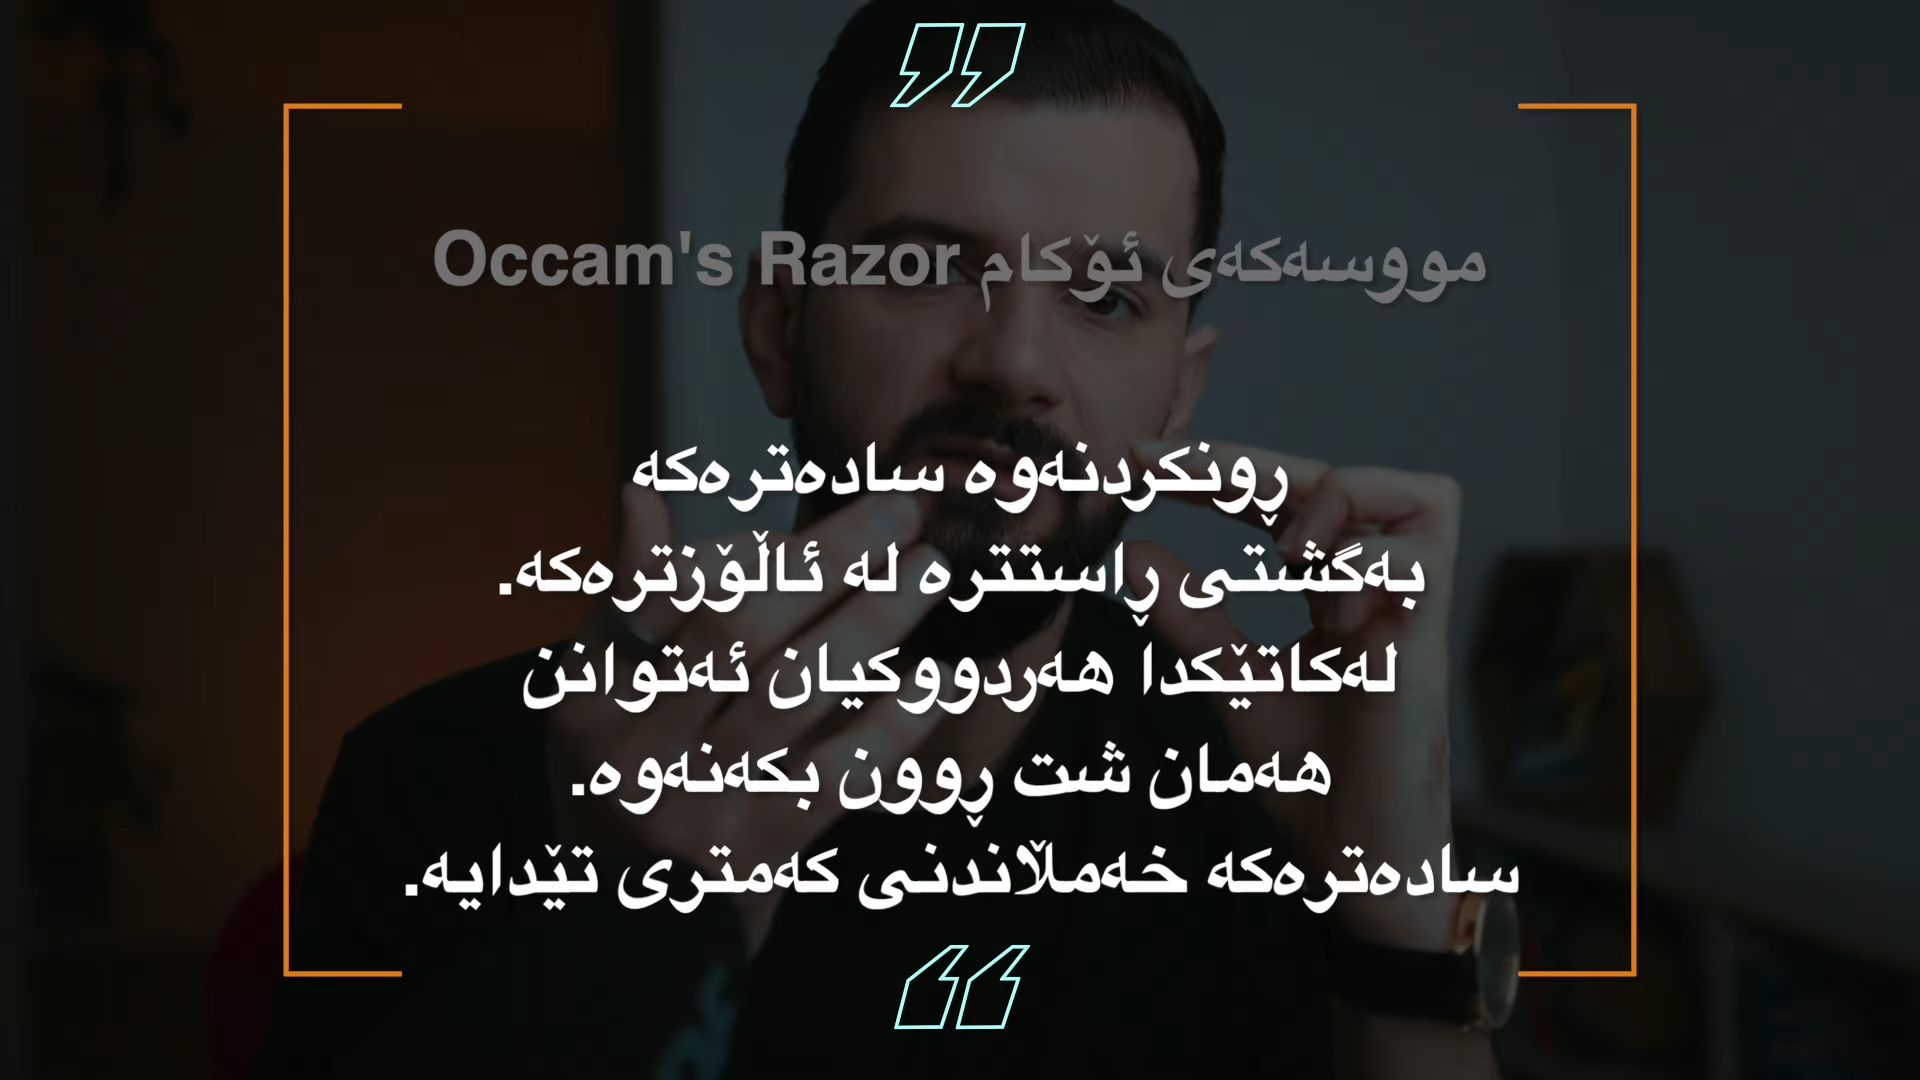 مووسەکەی ئۆکام Occam's Razor
ڕونکردنەوە سادەترەکە
بەگشتی ڕاستترە لە ئاڵۆزترەکە.
لەکاتێکدا هەردووکیان ئەتوانن
هەمان شت ڕوون بکەنەوە.
سادەترەکە خەمڵاندنی کەمتری تێدایە.